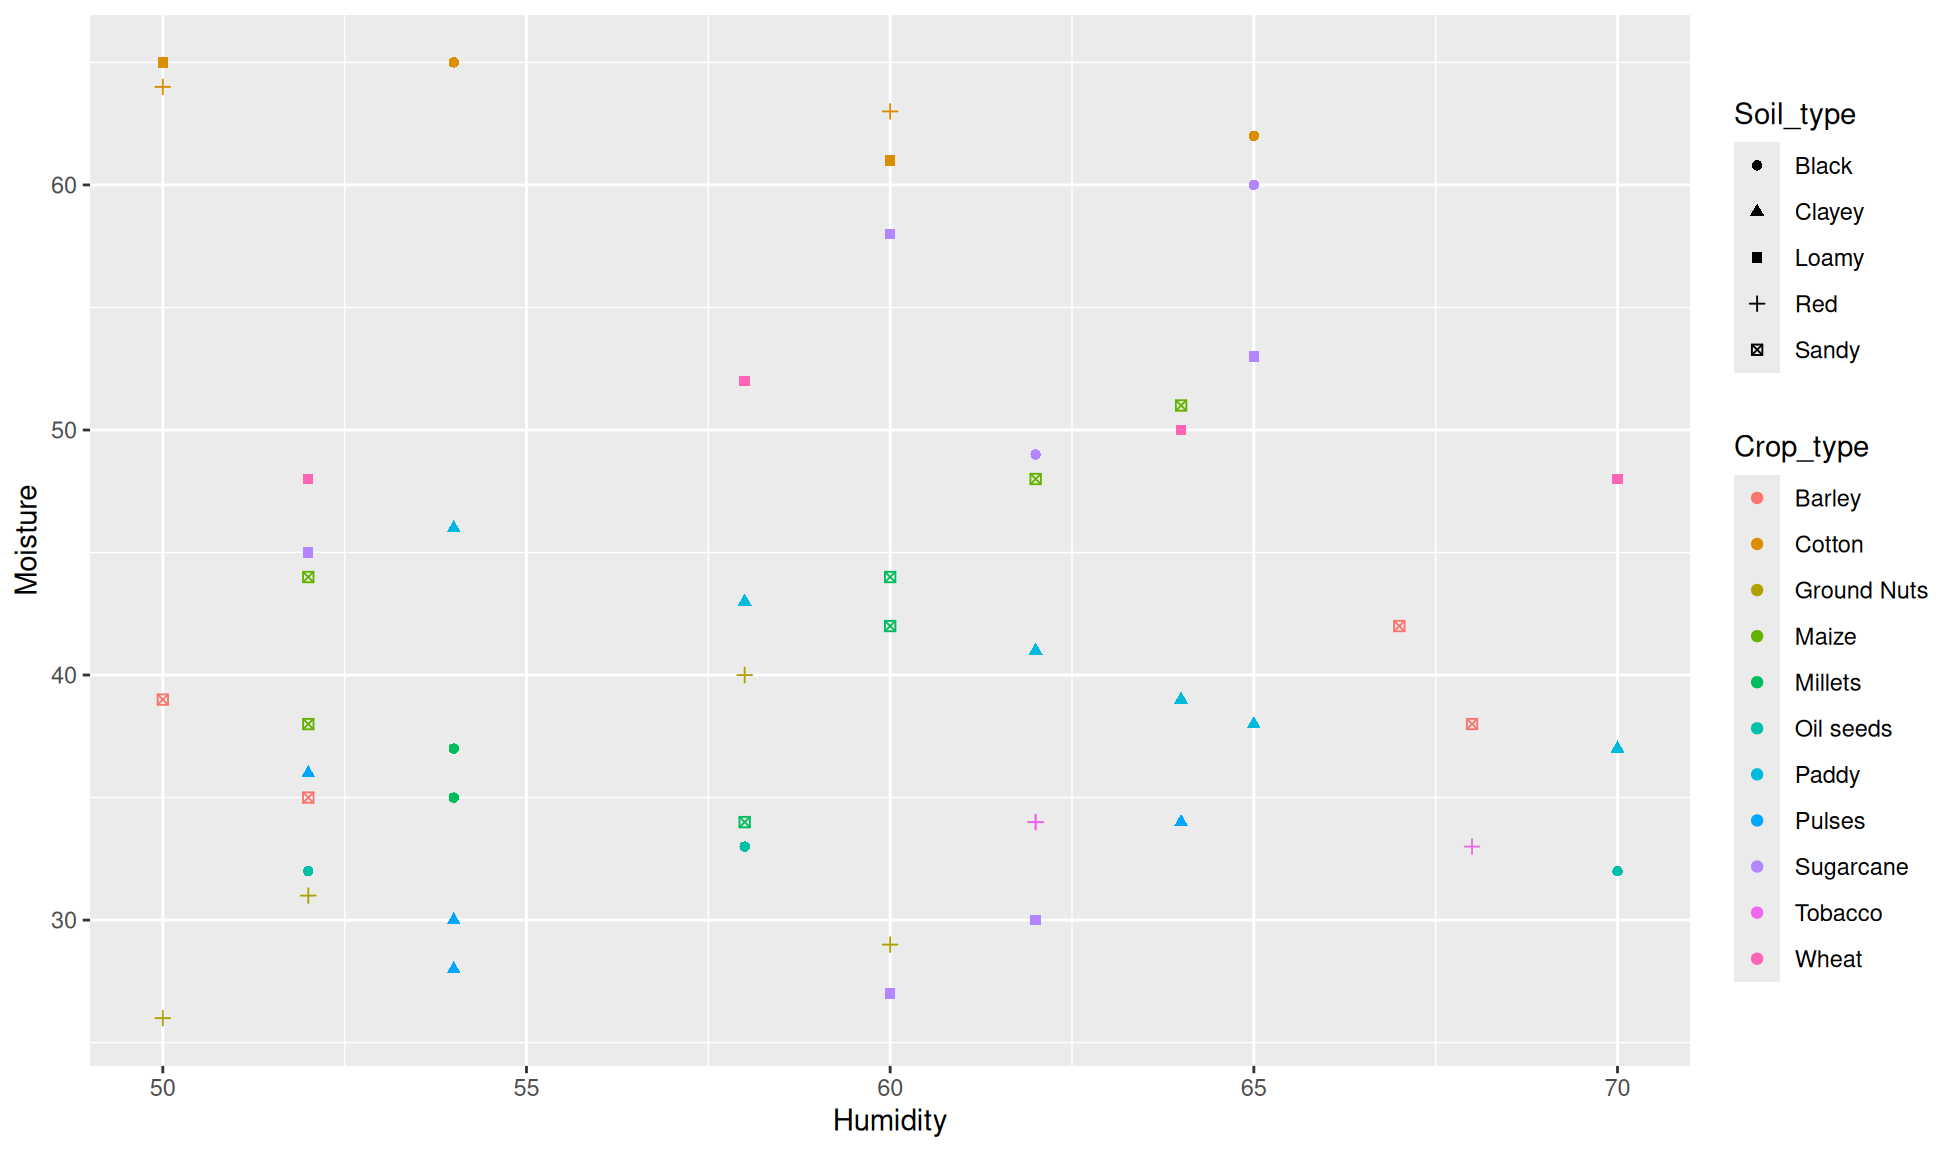 60
50
40
30
50
55
60
65
70
Humidity
Moisture
Soil_type
Black
Clayey
Loamy
Red
Sandy
Crop_type
Barley
Cotton
Ground Nuts
Maize
Millets
Oil seeds
Paddy
Pulses
Sugarcane
Tobacco
Wheat